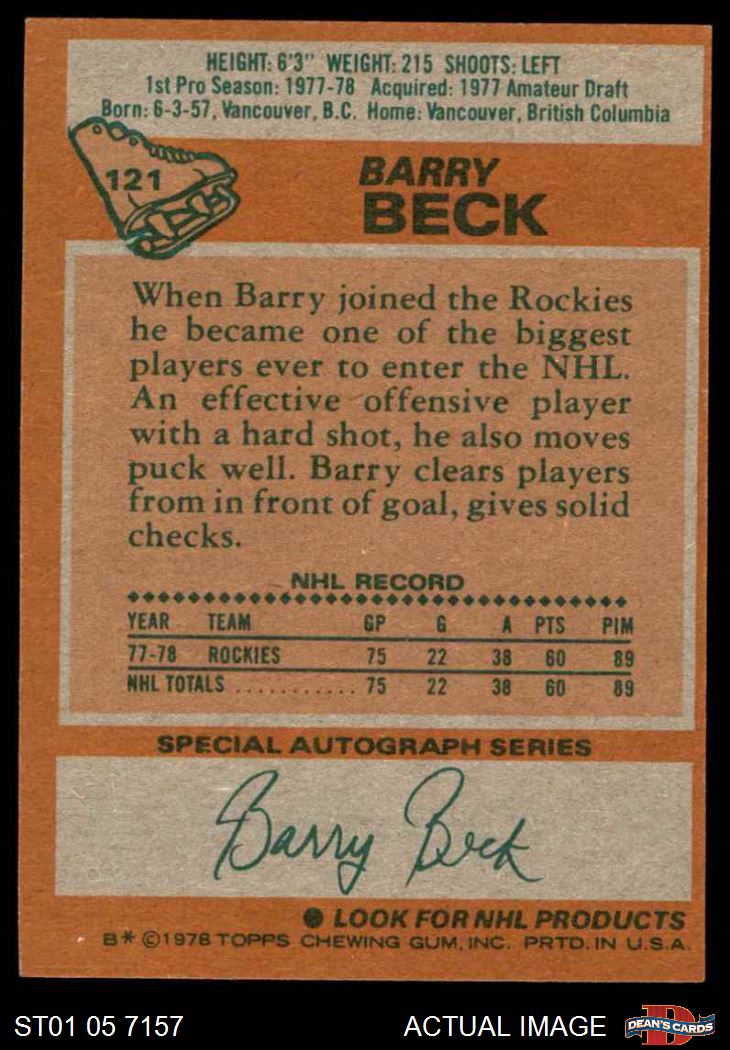 HEIGHT: 6'3" WEIGHT: 215 SHOOTS: LEFT
1st Pro Season: 1977-78 Acquired: 1977 Amateur Draft
Born: 6-3-57, Vancouver, B.C. Home: Vancouver, British Columbia
121
BARRY
BECK
When Barry joined the Rockies
he became one of the biggest
players ever to enter the NHL.
An effective offensive player
with a hard shot, he also moves
puck well. Barry clears players
from in front of goal, gives solid
checks.
NHL RECORD
YEAR TEAM GP G A PTS PIM
77-78 ROCKIES 75 22 38 60 89
NHL TOTALS ........... 75 22 38 60 89
SPECIAL AUTOGRAPH SERIES
Barry Beck
● LOOK FOR NHL PRODUCTS
B* ©1978 TOPPS CHEWING GUM, INC. PRTD. IN U.S.A.
ST01 05 7157 ACTUAL IMAGE D DEAN'S CARDS